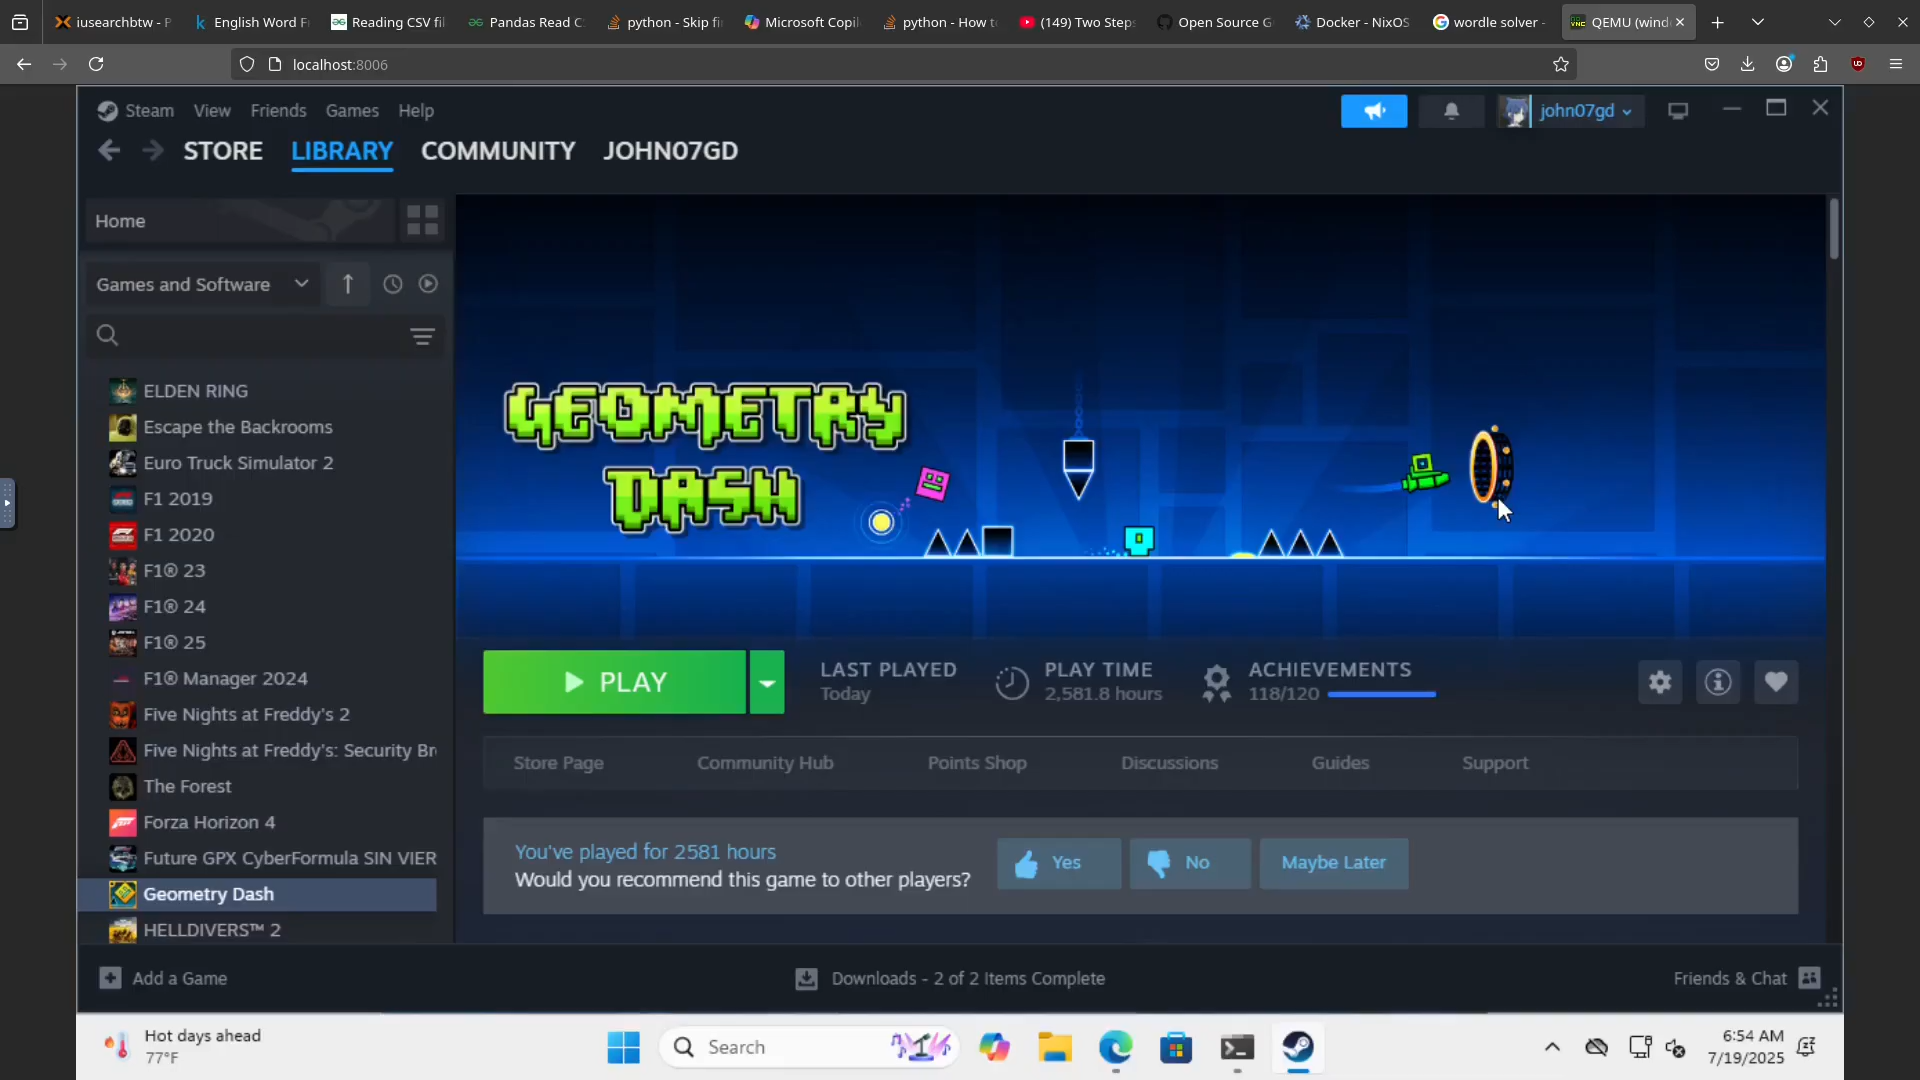 iusearchbtw - P
English Word F
Reading CSV fil
Pandas Read C
python - Skip fi
Microsoft Copil
python - How t
(149) Two Steps
Open Source G
Docker - NixOS
wordle solver -
QEMU (wind
localhost:8006
Steam
View
Friends
Games
Help
john07gd
STORE
LIBRARY
COMMUNITY
JOHN07GD
Home
Games and Software
ELDEN RING
Escape the Backrooms
Euro Truck Simulator 2
F1 2019
F1 2020
F1® 23
F1® 24
F1® 25
F1® Manager 2024
Five Nights at Freddy's 2
Five Nights at Freddy's: Security Br
The Forest
Forza Horizon 4
Future GPX CyberFormula SIN VIER
Geometry Dash
HELLDIVERS™ 2
GEOMETRY
DASH
PLAY
LAST PLAYED
Today
PLAY TIME
2,581.8 hours
ACHIEVEMENTS
118/120
Store Page
Community Hub
Points Shop
Discussions
Guides
Support
You've played for 2581 hours
Would you recommend this game to other players?
Yes
No
Maybe Later
Add a Game
Downloads - 2 of 2 Items Complete
Friends & Chat
Hot days ahead
77°F
Search
6:54 AM
7/19/2025